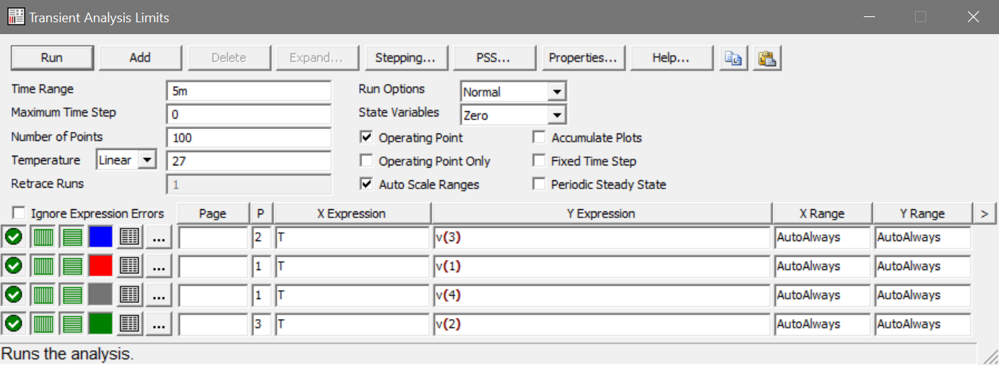 Transient Analysis Limits
Run Add Delete Expand... Stepping... PSS... Properties... Help...
Time Range 5m Run Options Normal
Maximum Time Step 0 State Variables Zero
Number of Points 100 Operating Point Accumulate Plots
Temperature Linear 27 Operating Point Only Fixed Time Step
Retrace Runs 1 Auto Scale Ranges Periodic Steady State
Ignore Expression Errors Page P X Expression Y Expression X Range Y Range >
... 2 T v(3) AutoAlways AutoAlways
... 1 T v(1) AutoAlways AutoAlways
... 1 T v(4) AutoAlways AutoAlways
... 3 T v(2) AutoAlways AutoAlways
Runs the analysis.